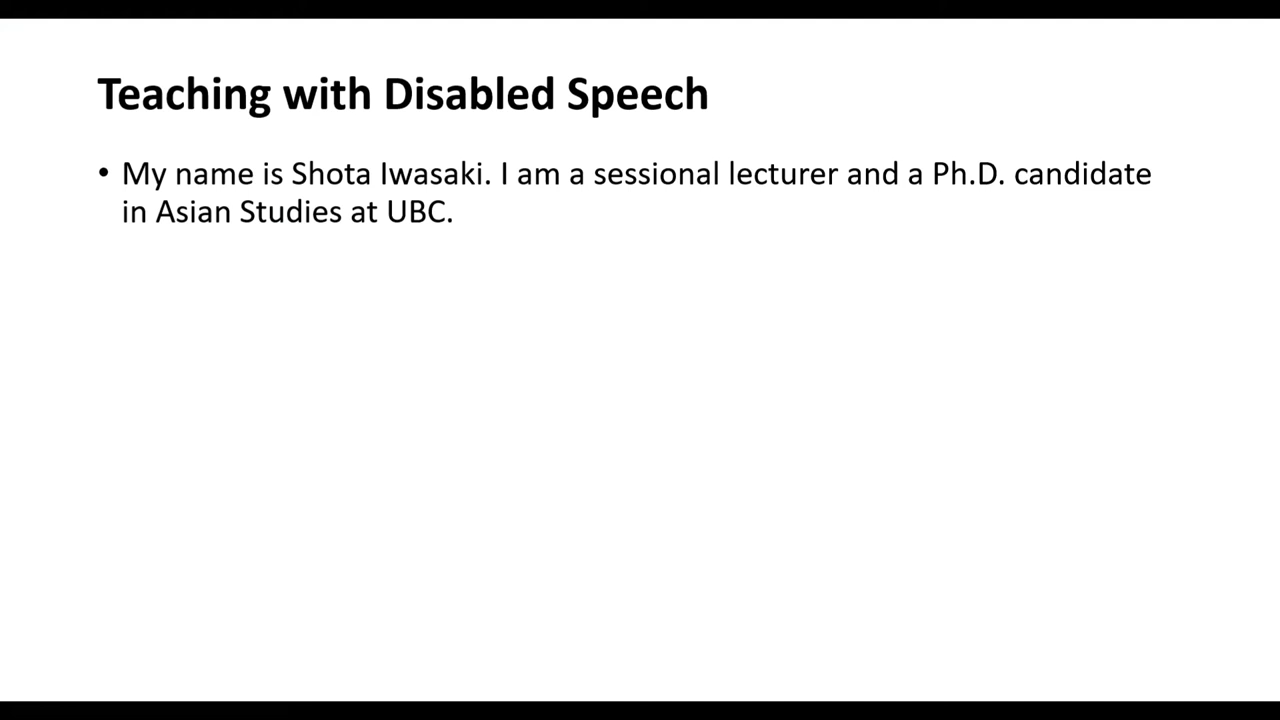 Teaching with Disabled Speech
• My name is Shota Iwasaki. I am a sessional lecturer and a Ph.D. candidate
in Asian Studies at UBC.